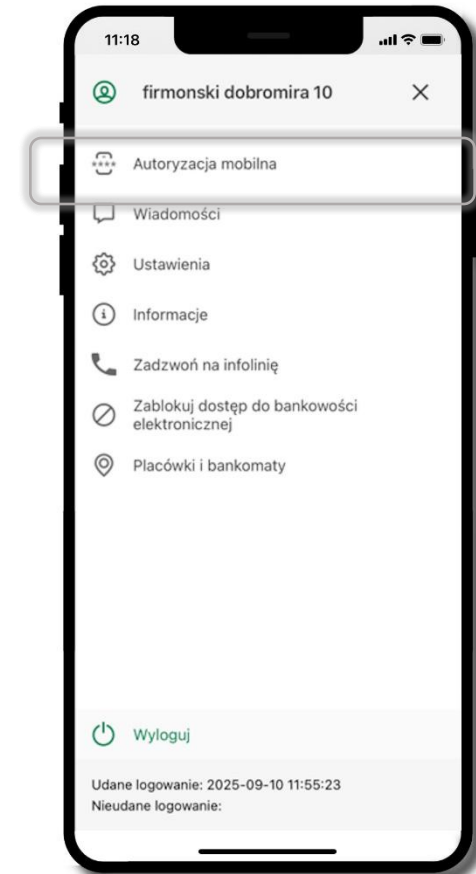 11:18
firmonski dobromira 10
Autoryzacja mobilna
Wiadomości
Ustawienia
Informacje
Zadzwoń na infolinię
Zablokuj dostęp do bankowości
elektronicznej
Placówki i bankomaty
Wyloguj
Udane logowanie: 2025-09-10 11:55:23
Nieudane logowanie: